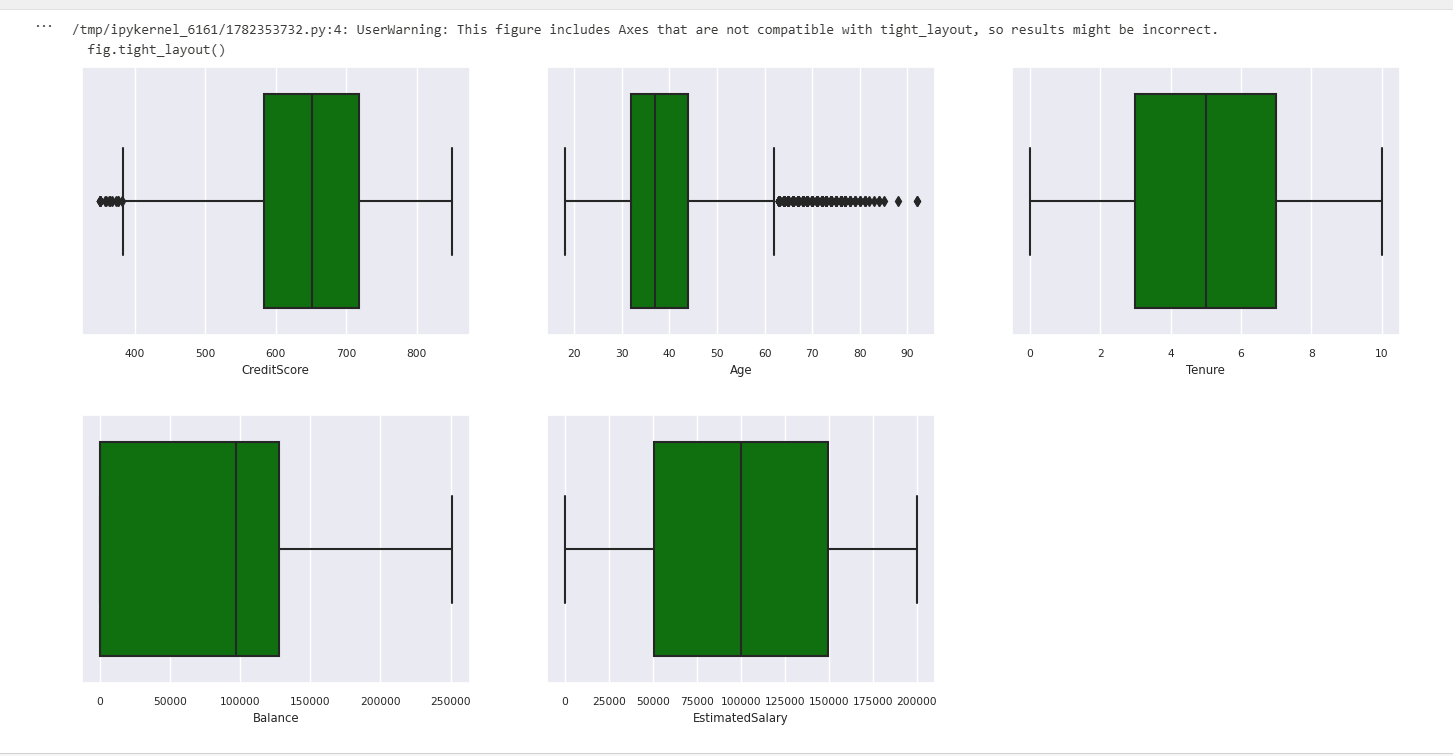 ...
/tmp/ipykernel_6161/1782353732.py:4: UserWarning: This figure includes Axes that are not compatible with tight_layout, so results might be incorrect.
fig.tight_layout()
400 500 600 700 800
CreditScore
20 30 40 50 60 70 80 90
Age
0 2 4 6 8 10
Tenure
0 50000 100000 150000 200000 250000
Balance
0 25000 50000 75000 100000 125000 150000 175000 200000
EstimatedSalary